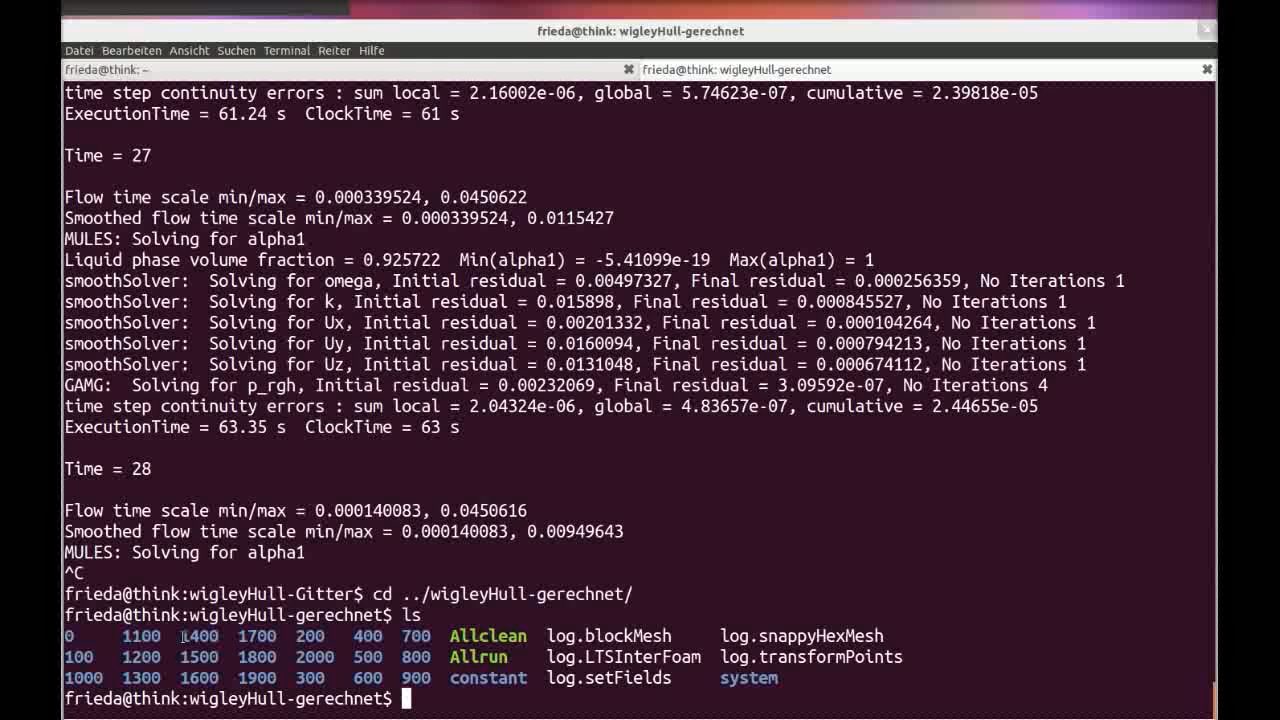 frieda@think: wigleyHull-gerechnet
Datei Bearbeiten Ansicht Suchen Terminal Reiter Hilfe
frieda@think: ~ frieda@think: wigleyHull-gerechnet
time step continuity errors : sum local = 2.16002e-06, global = 5.74623e-07, cumulative = 2.39818e-05
ExecutionTime = 61.24 s  ClockTime = 61 s
Time = 27
Flow time scale min/max = 0.000339524, 0.0450622
Smoothed flow time scale min/max = 0.000339524, 0.0115427
MULES: Solving for alpha1
Liquid phase volume fraction = 0.925722  Min(alpha1) = -5.41099e-19  Max(alpha1) = 1
smoothSolver:  Solving for omega, Initial residual = 0.00497327, Final residual = 0.000256359, No Iterations 1
smoothSolver:  Solving for k, Initial residual = 0.015898, Final residual = 0.000845527, No Iterations 1
smoothSolver:  Solving for Ux, Initial residual = 0.00201332, Final residual = 0.000104264, No Iterations 1
smoothSolver:  Solving for Uy, Initial residual = 0.0160094, Final residual = 0.000794213, No Iterations 1
smoothSolver:  Solving for Uz, Initial residual = 0.0131048, Final residual = 0.000674112, No Iterations 1
GAMG:  Solving for p_rgh, Initial residual = 0.00232069, Final residual = 3.09592e-07, No Iterations 4
time step continuity errors : sum local = 2.04324e-06, global = 4.83657e-07, cumulative = 2.44655e-05
ExecutionTime = 63.35 s  ClockTime = 63 s
Time = 28
Flow time scale min/max = 0.000140083, 0.0450616
Smoothed flow time scale min/max = 0.000140083, 0.00949643
MULES: Solving for alpha1
^C
frieda@think:wigleyHull-Gitter$ cd ../wigleyHull-gerechnet/
frieda@think:wigleyHull-gerechnet$ ls
0 1100 1400 1700 200 400 700 Allclean log.blockMesh log.snappyHexMesh
100 1200 1500 1800 2000 500 800 Allrun log.LTSInterFoam log.transformPoints
1000 1300 1600 1900 300 600 900 constant log.setFields system
frieda@think:wigleyHull-gerechnet$